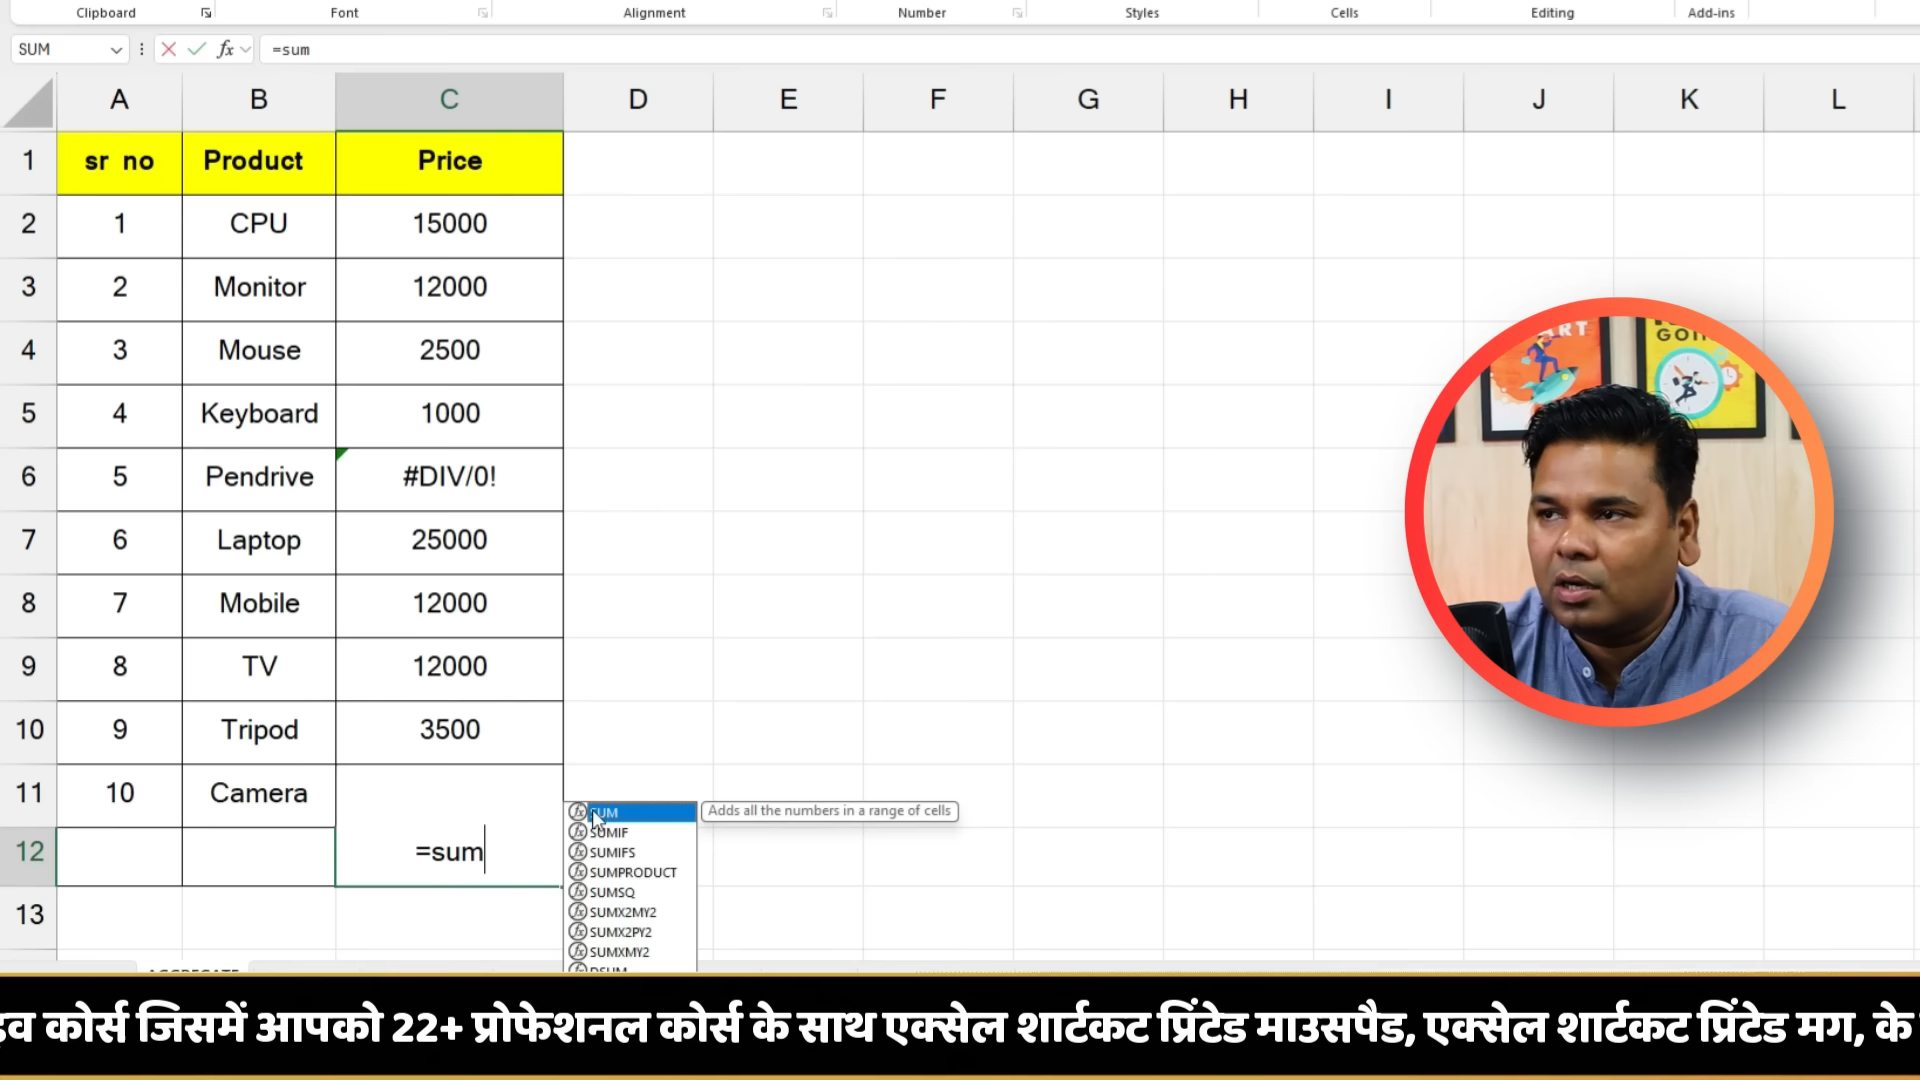 Clipboard Font Alignment Number Styles Cells Editing Add-ins
SUM =sum
A B C D E F G H I J K L
1 sr no Product Price
2 1 CPU 15000
3 2 Monitor 12000
4 3 Mouse 2500
5 4 Keyboard 1000
6 5 Pendrive #DIV/0!
7 6 Laptop 25000
8 7 Mobile 12000
9 8 TV 12000
10 9 Tripod 3500
11 10 Camera
12 =sum
13
SUM Adds all the numbers in a range of cells
SUMIF
SUMIFS
SUMPRODUCT
SUMSQ
SUMX2MY2
SUMX2PY2
SUMXMY2
DSUM
AGGREGATE
कोर्स जिसमें आपको 22+ प्रोफेशनल कोर्स के साथ एक्सेल शार्टकट प्रिंटेड माउसपैड, एक्सेल शार्टकट प्रिंटेड मग, के